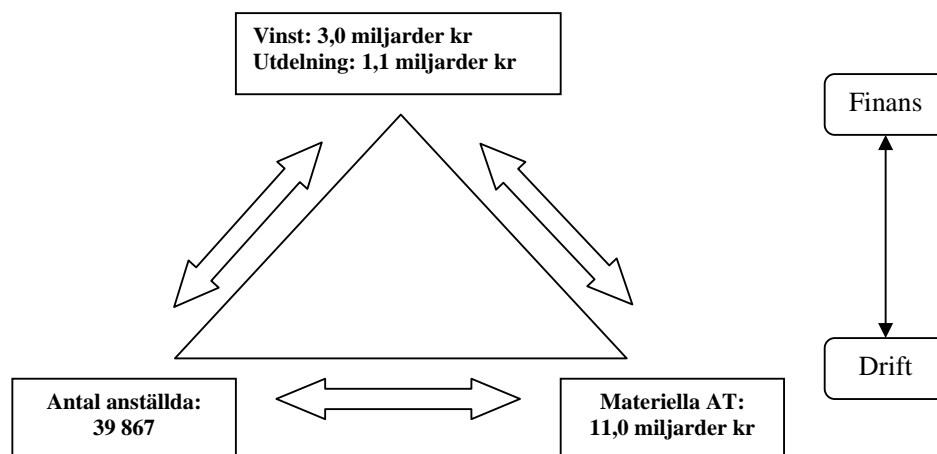 Vinst: 3,0 miljarder kr
Utdelning: 1,1 miljarder kr
Finans
Drift
Antal anställda:
39 867
Materiella AT:
11,0 miljarder kr